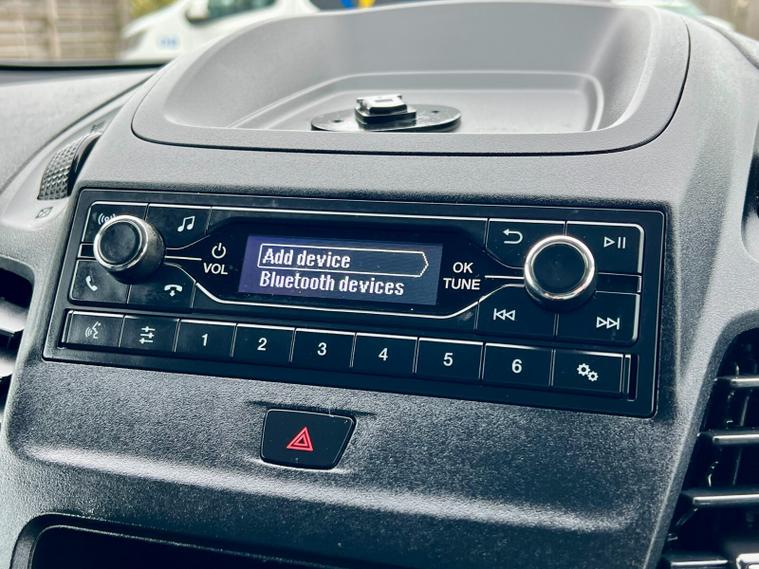 VOL
Add device
Bluetooth devices
OK
TUNE
1 2 3 4 5 6